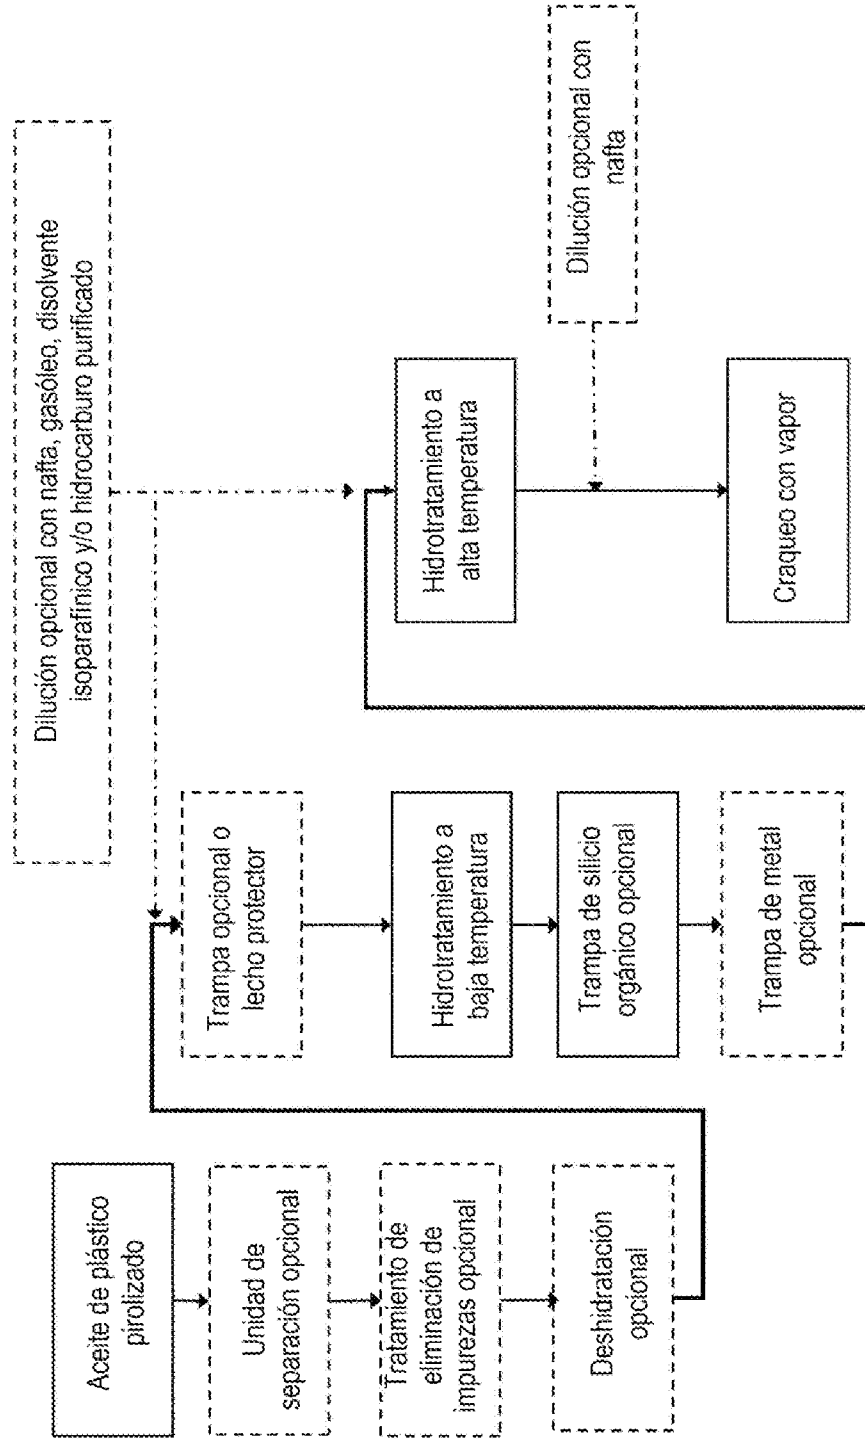 Aceite de plástico
pirolizado
Unidad de
separación opcional
Tratamiento de
eliminación de
impurezas opcional
Deshidratación
opcional
Dilución opcional con nafta, gasóleo, disolvente
isoparafínico y/o hidrocarburo purificado
Trampa opcional o
lecho protector
Hidrotratamiento a
baja temperatura
Trampa de silicio
orgánico opcional
Trampa de metal
opcional
Hidrotratamiento a
alta temperatura
Dilución opcional con
nafta
Craqueo con vapor